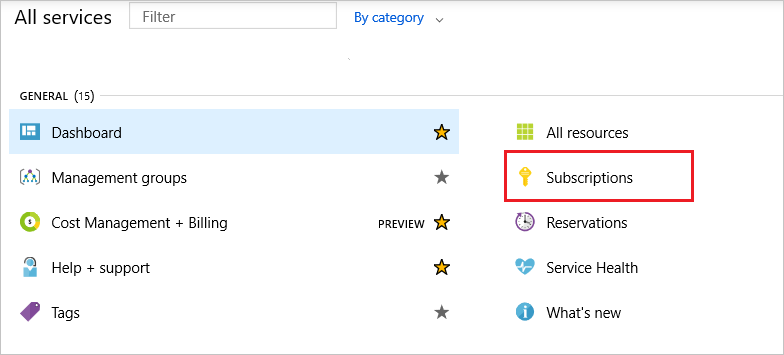 All services Filter By category
GENERAL (15)
Dashboard All resources
Management groups Subscriptions
Cost Management + Billing PREVIEW Reservations
Help + support Service Health
Tags What's new